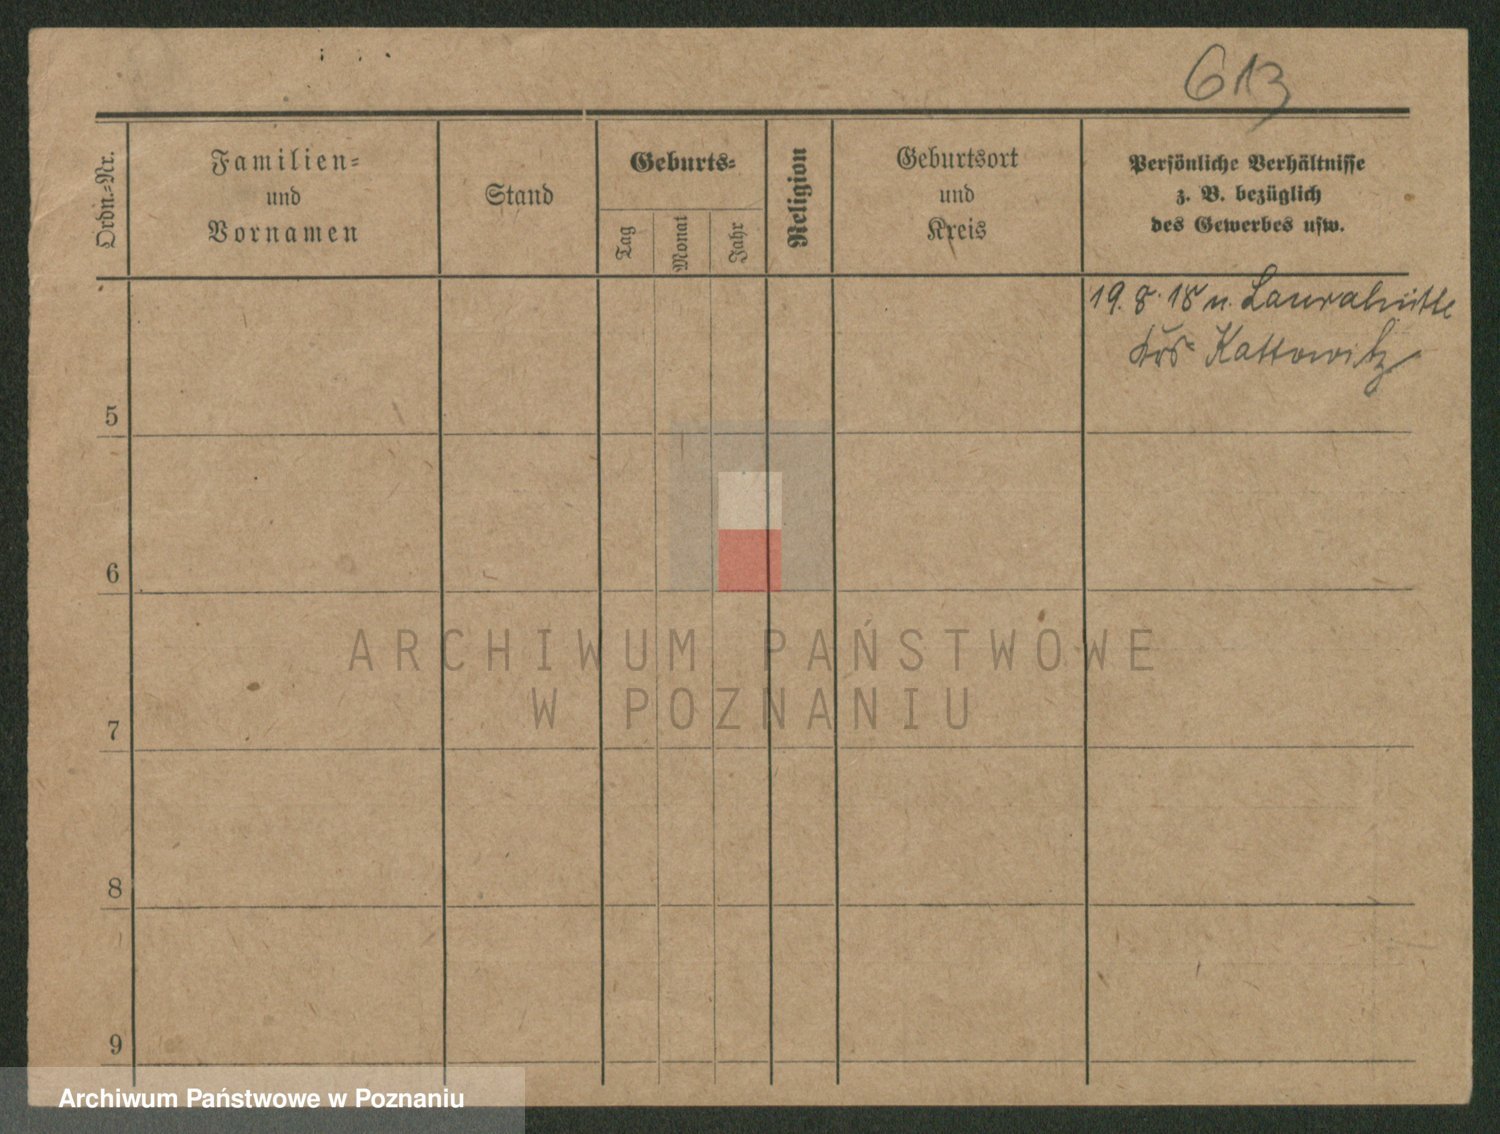 613
Ordn.-Nr.
Familien-
und
Vornamen
Stand
Geburts-
Tag
Monat
Jahr
Religion
Geburtsort
und
Kreis
Persönliche Verhältnisse
z. B. bezüglich
des Gewerbes usw.
19. 8. 18 n. Laurahütte
Krs Kattowitz
5
6
7
8
9
ARCHIWUM PAŃSTWOWE
W POZNANIU
Archiwum Państwowe w Poznaniu